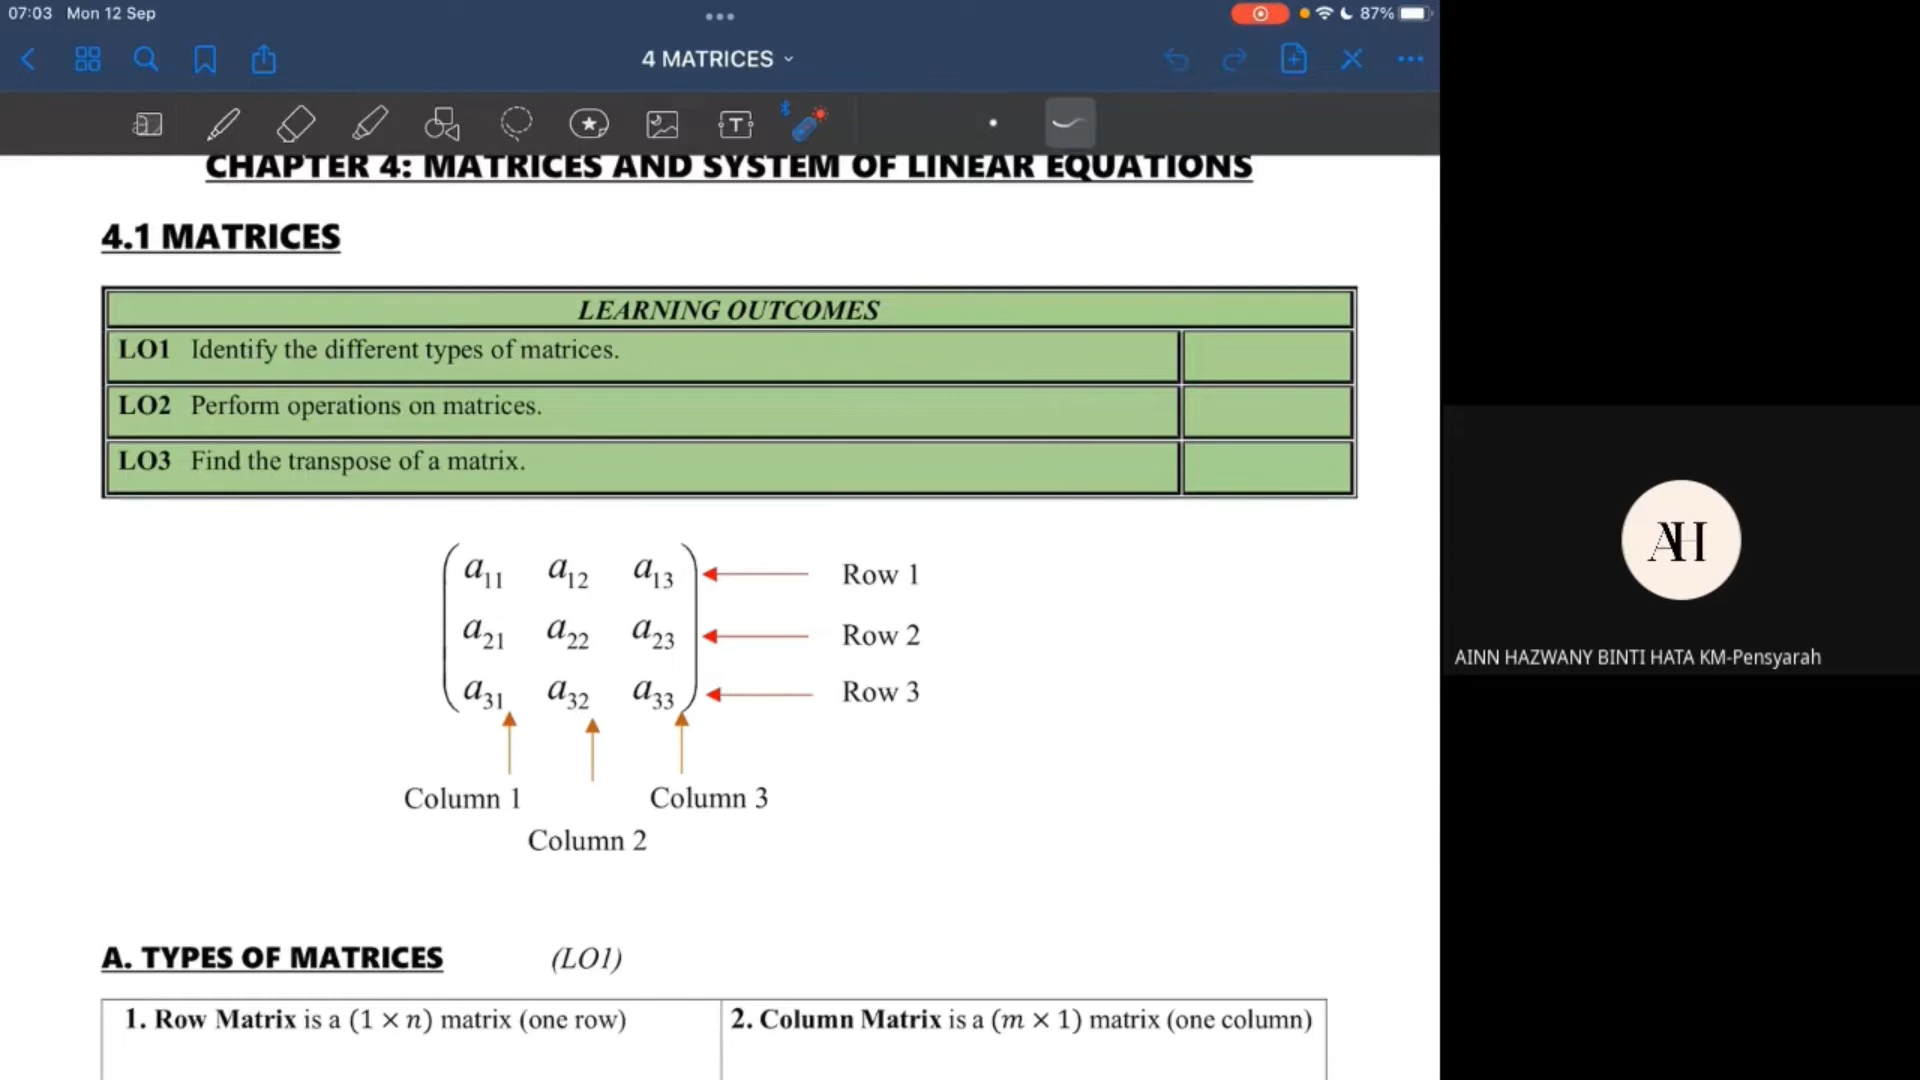 07:03 Mon 12 Sep
87%
4 MATRICES
T
CHAPTER 4: MATRICES AND SYSTEM OF LINEAR EQUATIONS
4.1 MATRICES
LEARNING OUTCOMES
LO1 Identify the different types of matrices.
LO2 Perform operations on matrices.
LO3 Find the transpose of a matrix.
a11 a12 a13 Row 1
a21 a22 a23 Row 2
a31 a32 a33 Row 3
Column 1 Column 3
Column 2
AH
AINN HAZWANY BINTI HATA KM-Pensyarah
A. TYPES OF MATRICES (LO1)
1. Row Matrix is a (1 × n) matrix (one row)
2. Column Matrix is a (m × 1) matrix (one column)